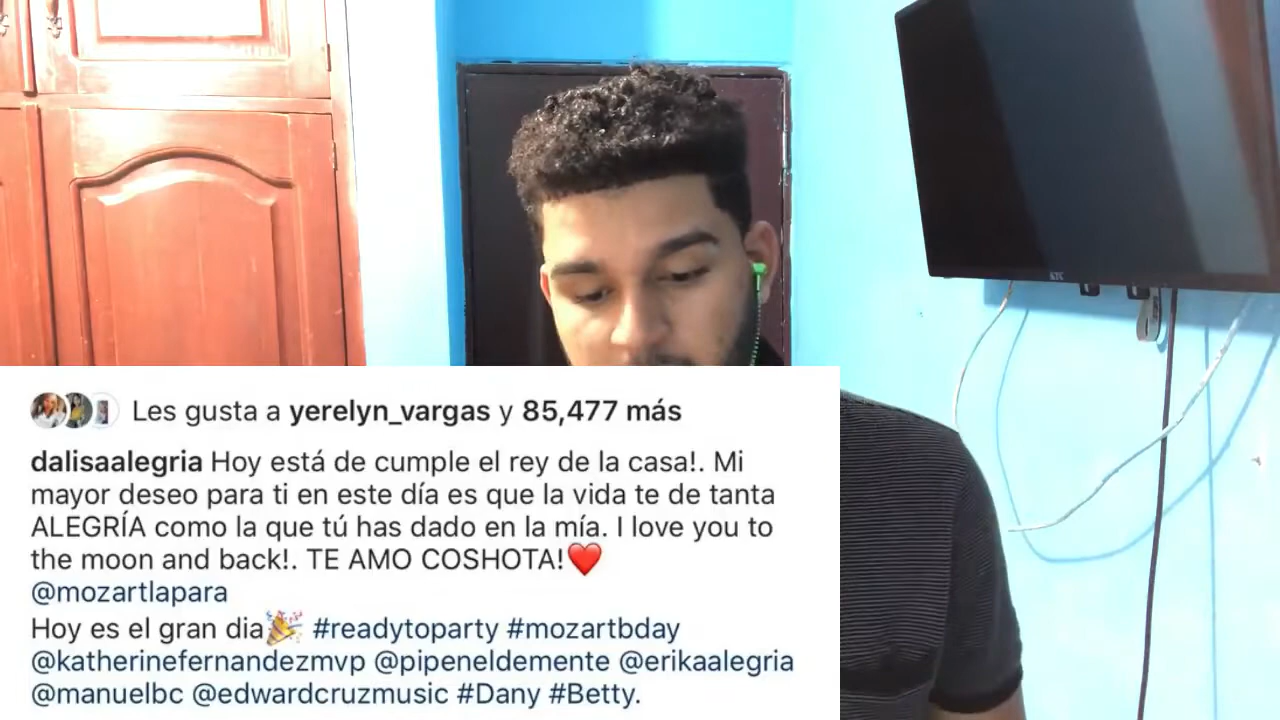 KTC
Les gusta a yerelyn_vargas y 85,477 más
dalisaalegria Hoy está de cumple el rey de la casa!. Mi
mayor deseo para ti en este día es que la vida te de tanta
ALEGRÍA como la que tú has dado en la mía. I love you to
the moon and back!. TE AMO COSHOTA!❤️
@mozartlapara
Hoy es el gran dia🎉 #readytoparty #mozartbday
@katherinefernandezmvp @pipeneldemente @erikaalegria
@manuelbc @edwardcruzmusic #Dany #Betty.